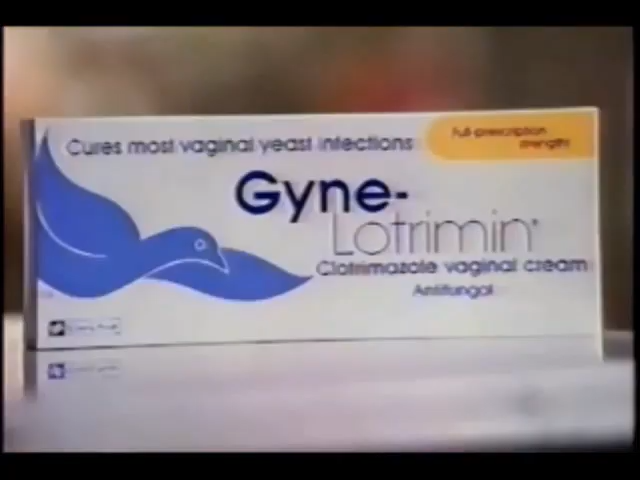 Cures most vaginal yeast infections
Full-prescription
strength
Gyne-
Lotrimin®
Clotrimazole vaginal cream
Antifungal